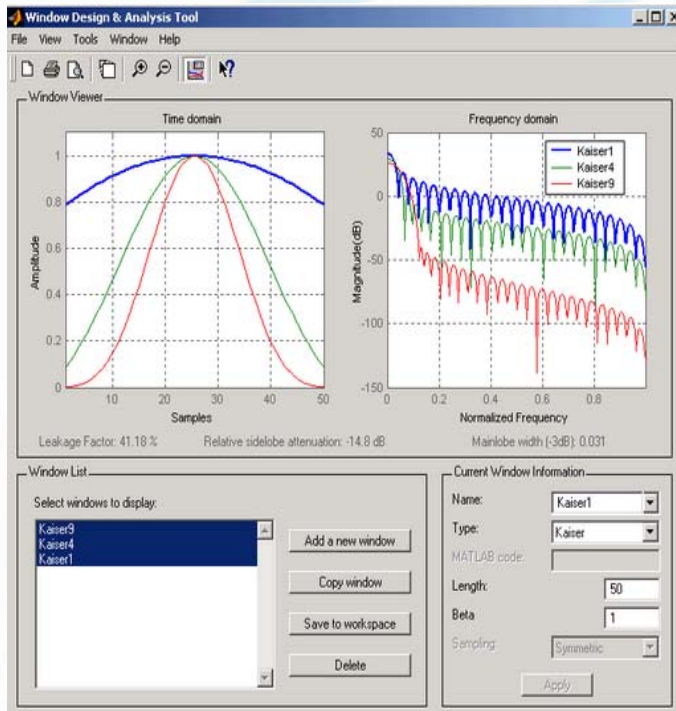 Window Design & Analysis Tool
File View Tools Window Help
Window Viewer
Time domain
Frequency domain
Amplitude
1
0.8
0.6
0.4
0.2
0
10 20 30 40 50
Samples
Magnitude(dB)
50
0
-50
-100
-150
0 0.2 0.4 0.6 0.8
Normalized Frequency
Kaiser1
Kaiser4
Kaiser9
Leakage Factor: 41.18 % Relative sidelobe attenuation: -14.8 dB Mainlobe width (-3dB): 0.031
Window List
Select windows to display:
Kaiser9
Kaiser4
Kaiser1
Add a new window
Copy window
Save to workspace
Delete
Current Window Information
Name: Kaiser1
Type: Kaiser
MATLAB code:
Length: 50
Beta 1
Sampling: Symmetric
Apply